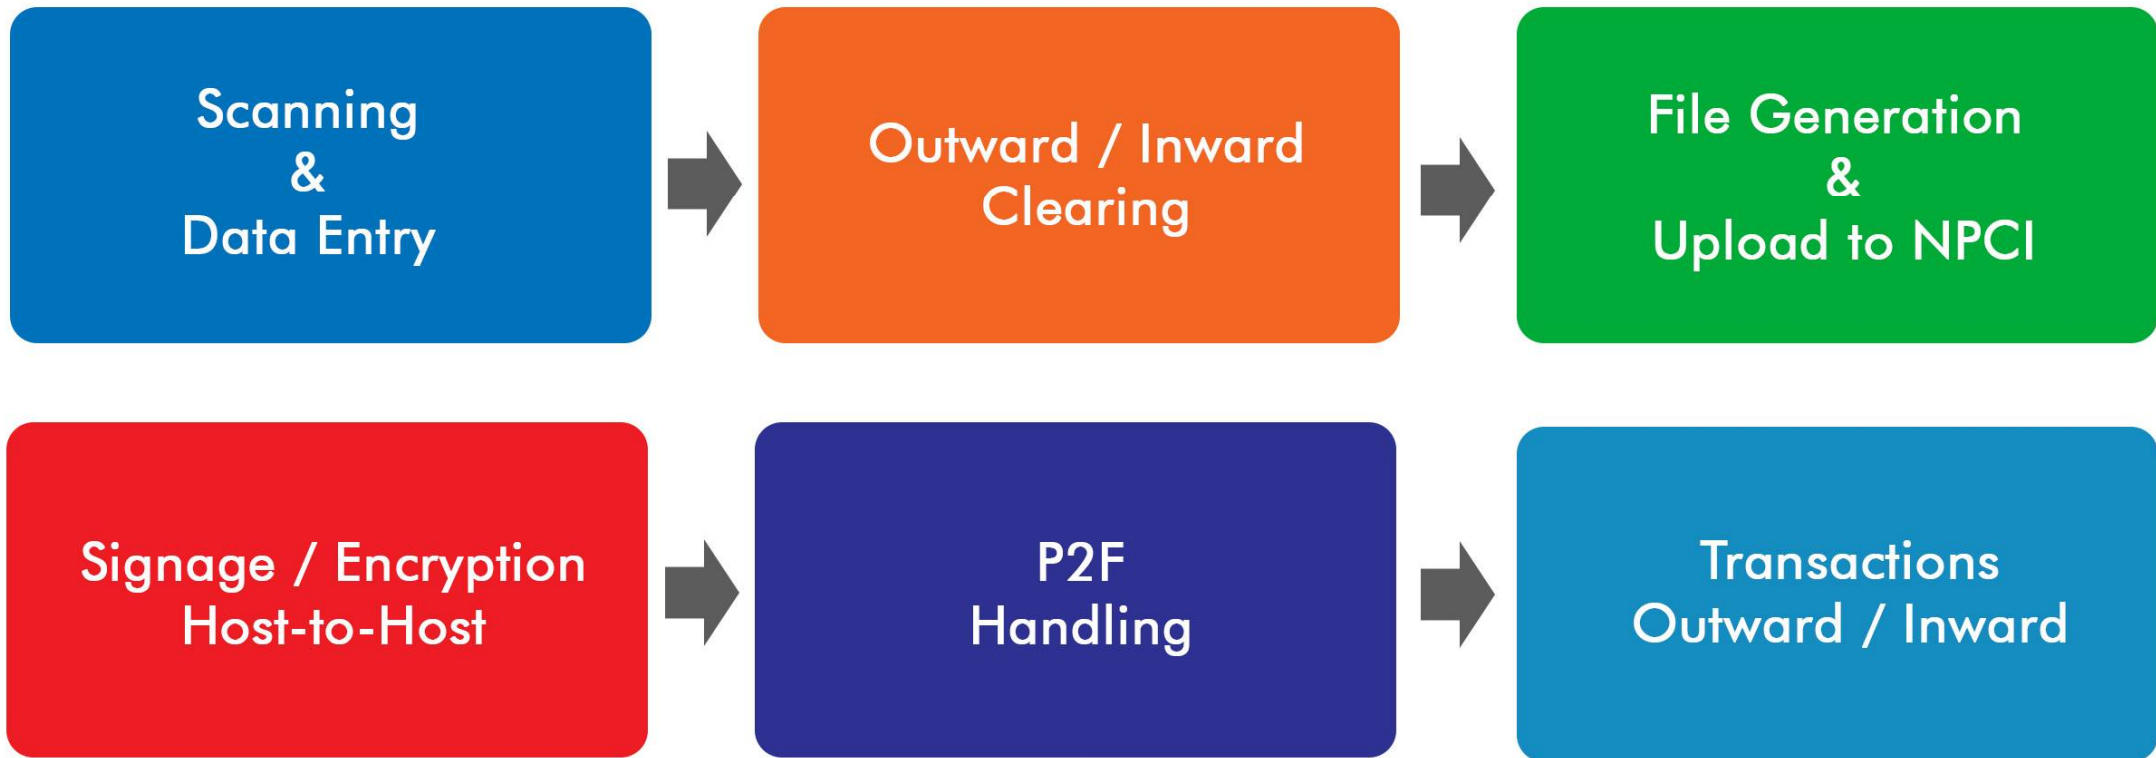 Scanning
&
Data Entry
Outward / Inward
Clearing
File Generation
&
Upload to NPCI
Signage / Encryption
Host-to-Host
P2F
Handling
Transactions
Outward / Inward